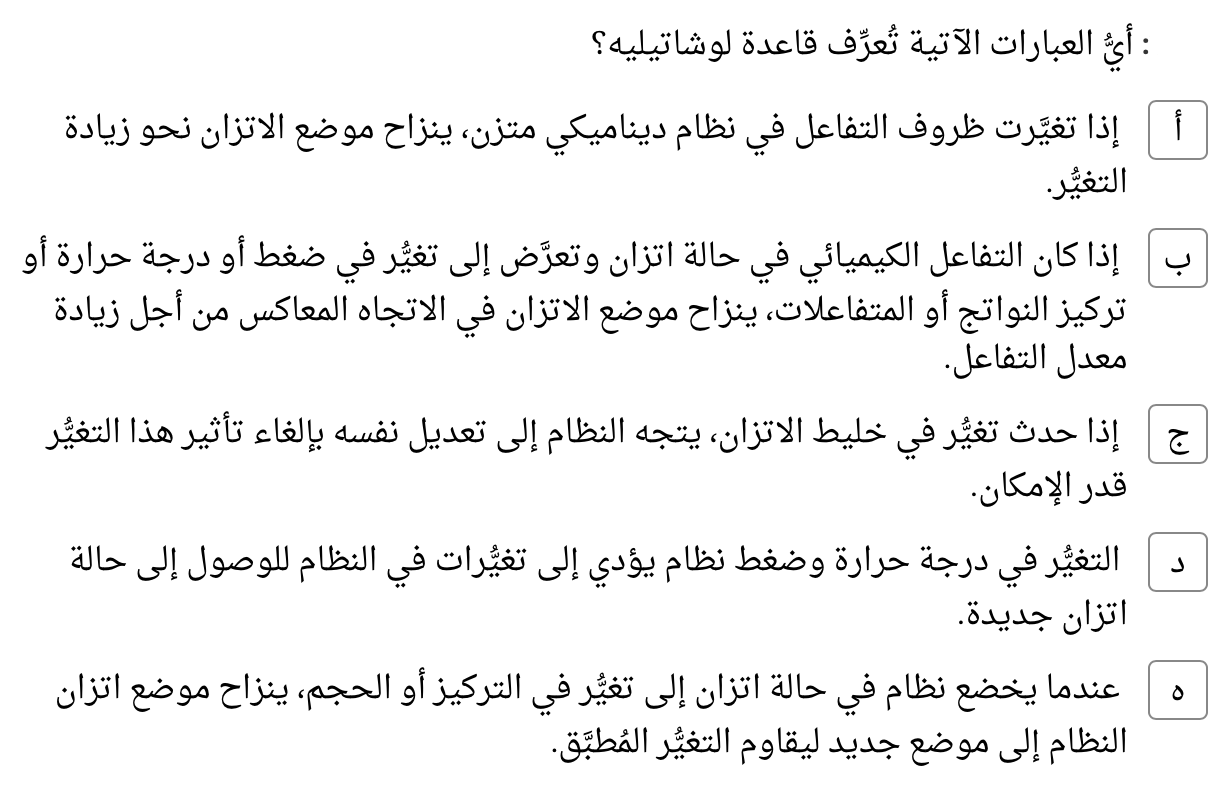 : أيُّ العبارات الآتية تُعرِّف قاعدة لوشاتيليه؟
أ إذا تغيَّرت ظروف التفاعل في نظام ديناميكي متزن، ينزاح موضع الاتزان نحو زيادة
التغيُّر.
ب إذا كان التفاعل الكيميائي في حالة اتزان وتعرَّض إلى تغيُّر في ضغط أو درجة حرارة أو
تركيز النواتج أو المتفاعلات، ينزاح موضع الاتزان في الاتجاه المعاكس من أجل زيادة
معدل التفاعل.
ج إذا حدث تغيُّر في خليط الاتزان، يتجه النظام إلى تعديل نفسه بإلغاء تأثير هذا التغيُّر
قدر الإمكان.
د التغيُّر في درجة حرارة وضغط نظام يؤدي إلى تغيُّرات في النظام للوصول إلى حالة
اتزان جديدة.
ه عندما يخضع نظام في حالة اتزان إلى تغيُّر في التركيز أو الحجم، ينزاح موضع اتزان
النظام إلى موضع جديد ليقاوم التغيُّر المُطبَّق.